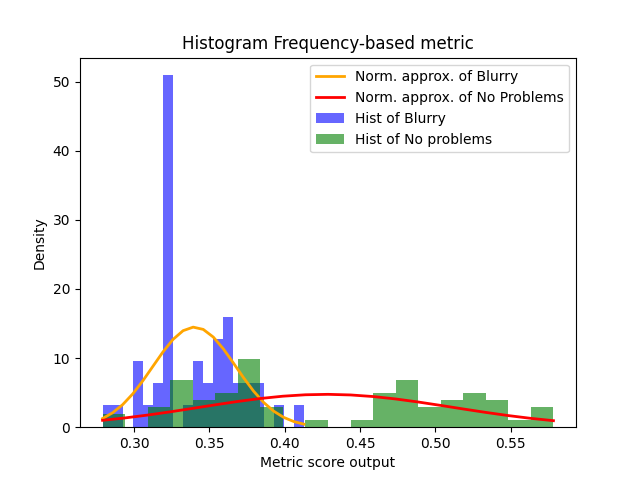 Histogram Frequency-based metric
Norm. approx. of Blurry
Norm. approx. of No Problems
Hist of Blurry
Hist of No problems
Density
50
40
30
20
10
0
0.30 0.35 0.40 0.45 0.50 0.55
Metric score output